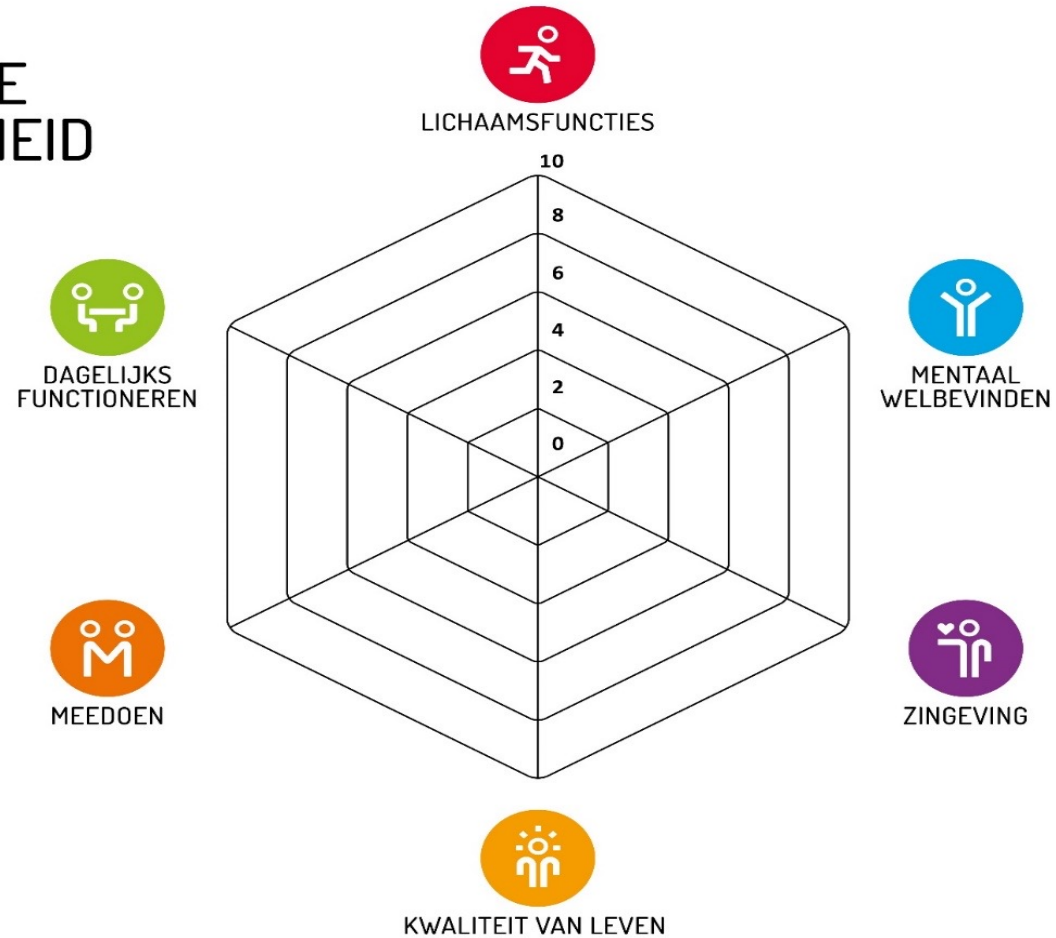 E
HEID
LICHAAMSFUNCTIES
10
8
6
4
2
0
DAGELIJKS
FUNCTIONEREN
MENTAAL
WELBEVINDEN
MEEDOEN
ZINGEVING
KWALITEIT VAN LEVEN